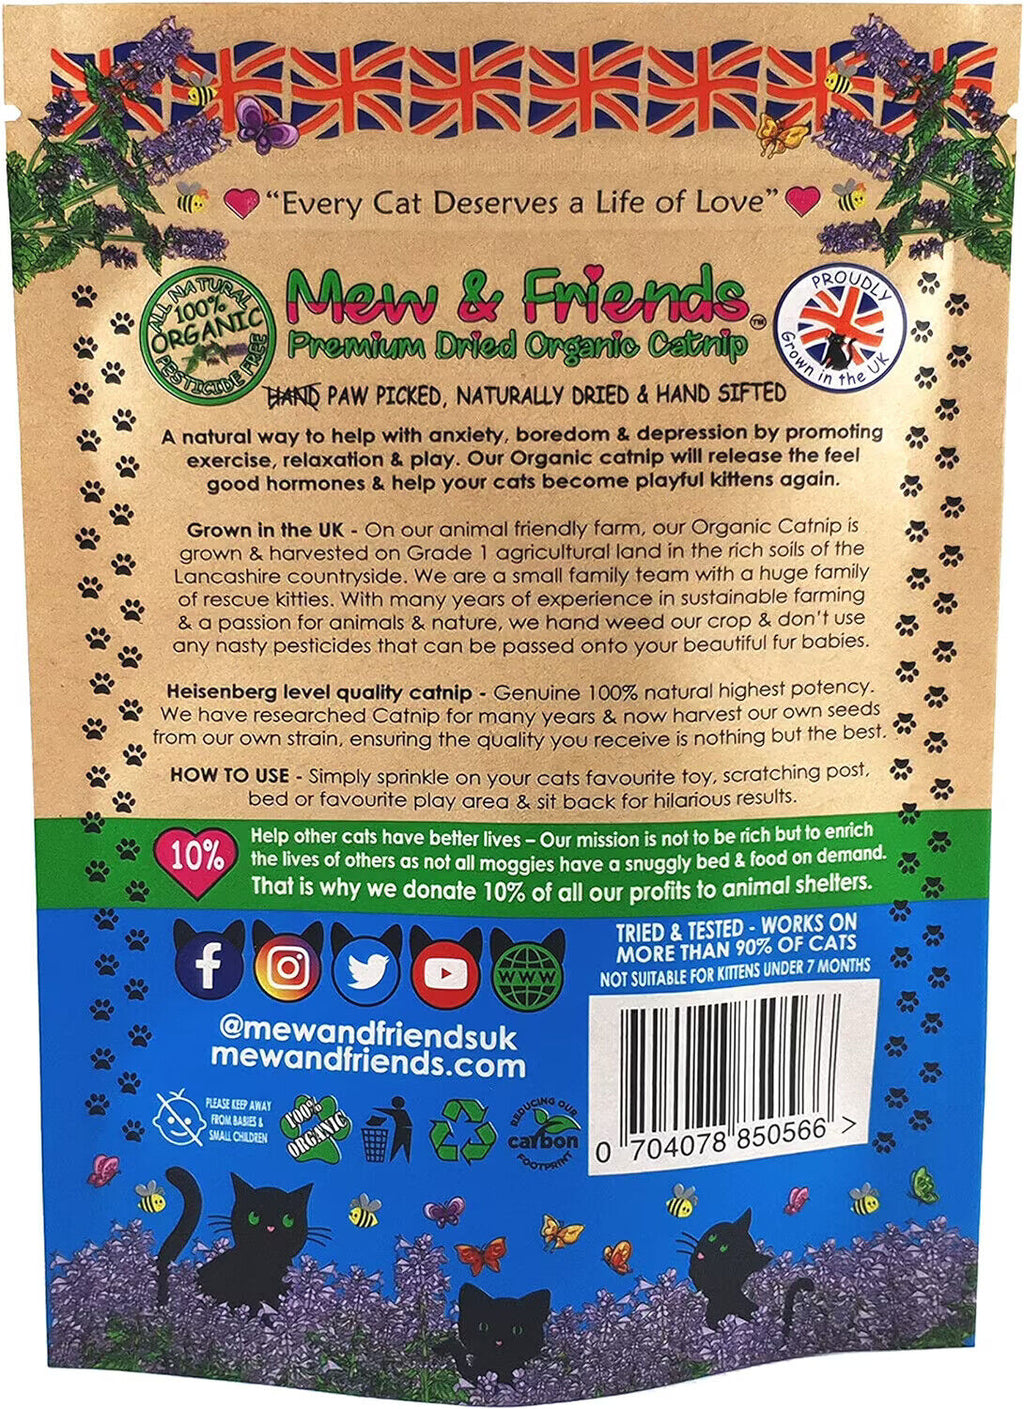 "Every Cat Deserves a Life of Love"
ALL NATURAL
100%
ORGANIC
PESTICIDE FREE
Mew & Friends™
Premium Dried Organic Catnip
PROUDLY
Grown in the UK
HAND PAW PICKED, NATURALLY DRIED & HAND SIFTED
A natural way to help with anxiety, boredom & depression by promoting
exercise, relaxation & play. Our Organic catnip will release the feel
good hormones & help your cats become playful kittens again.
Grown in the UK - On our animal friendly farm, our Organic Catnip is
grown & harvested on Grade 1 agricultural land in the rich soils of the
Lancashire countryside. We are a small family team with a huge family
of rescue kitties. With many years of experience in sustainable farming
& a passion for animals & nature, we hand weed our crop & don't use
any nasty pesticides that can be passed onto your beautiful fur babies.
Heisenberg level quality catnip - Genuine 100% natural highest potency.
We have researched Catnip for many years & now harvest our own seeds
from our own strain, ensuring the quality you receive is nothing but the best.
HOW TO USE - Simply sprinkle on your cats favourite toy, scratching post,
bed or favourite play area & sit back for hilarious results.
10%
Help other cats have better lives – Our mission is not to be rich but to enrich
the lives of others as not all moggies have a snuggly bed & food on demand.
That is why we donate 10% of all our profits to animal shelters.
WWW
@mewandfriendsuk
mewandfriends.com
TRIED & TESTED - WORKS ON
MORE THAN 90% OF CATS
NOT SUITABLE FOR KITTENS UNDER 7 MONTHS
PLEASE KEEP AWAY
FROM BABIES &
SMALL CHILDREN
100%
ORGANIC
REDUCING OUR
carbon
FOOTPRINT
0 704078 850566 >